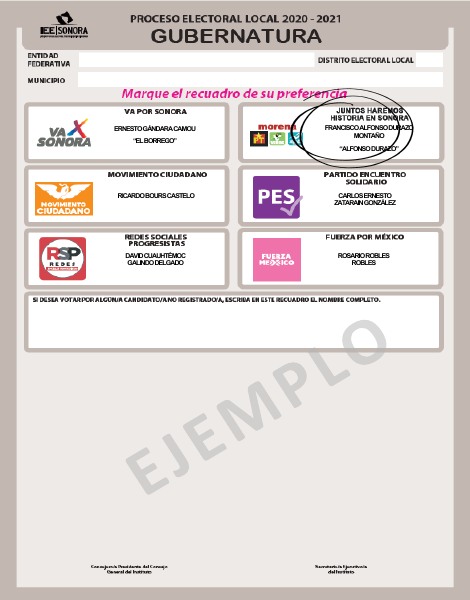 IEE|SONORA
PROCESO ELECTORAL LOCAL 2020 - 2021
GUBERNATURA
ENTIDAD
FEDERATIVA
DISTRITO ELECTORAL LOCAL
MUNICIPIO
Marque el recuadro de su preferencia
VA POR SONORA
VA X
SONORA
ERNESTO GÁNDARA CAMOU
"EL BORREGO"
JUNTOS HAREMOS
HISTORIA EN SONORA
morena
FRANCISCO ALFONSO DURAZO
MONTAÑO
"ALFONSO DURAZO"
MOVIMIENTO CIUDADANO
MOVIMIENTO
CIUDADANO
RICARDO BOURS CASTELO
PARTIDO ENCUENTRO
SOLIDARIO
PES
CARLOS ERNESTO
ZATARAIN GONZÁLEZ
REDES SOCIALES
PROGRESISTAS
RSP
REDES
DAVID CUAUHTÉMOC
GALINDO DELGADO
FUERZA POR MÉXICO
FUERZA
MÉXICO
ROSARIO ROBLES
ROBLES
SI DESEA VOTAR POR ALGÚN/A CANDIDATO/A NO REGISTRADO/A, ESCRIBA EN ESTE RECUADRO EL NOMBRE COMPLETO.
EJEMPLO
Consejero/a Presidente del Consejo
General del Instituto
Secretario/a Ejecutivo/a
del Instituto